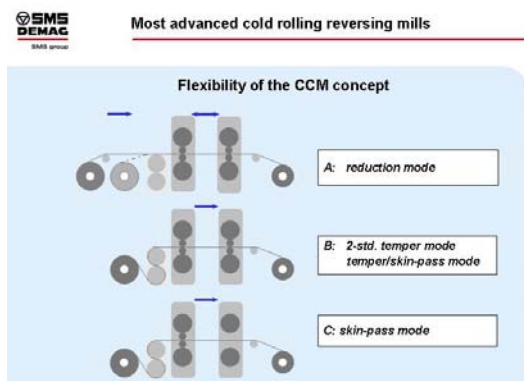 SMS
DEMAG
SMS group
Most advanced cold rolling reversing mills
Flexibility of the CCM concept
A: reduction mode
B: 2-std. temper mode
temper/skin-pass mode
C: skin-pass mode